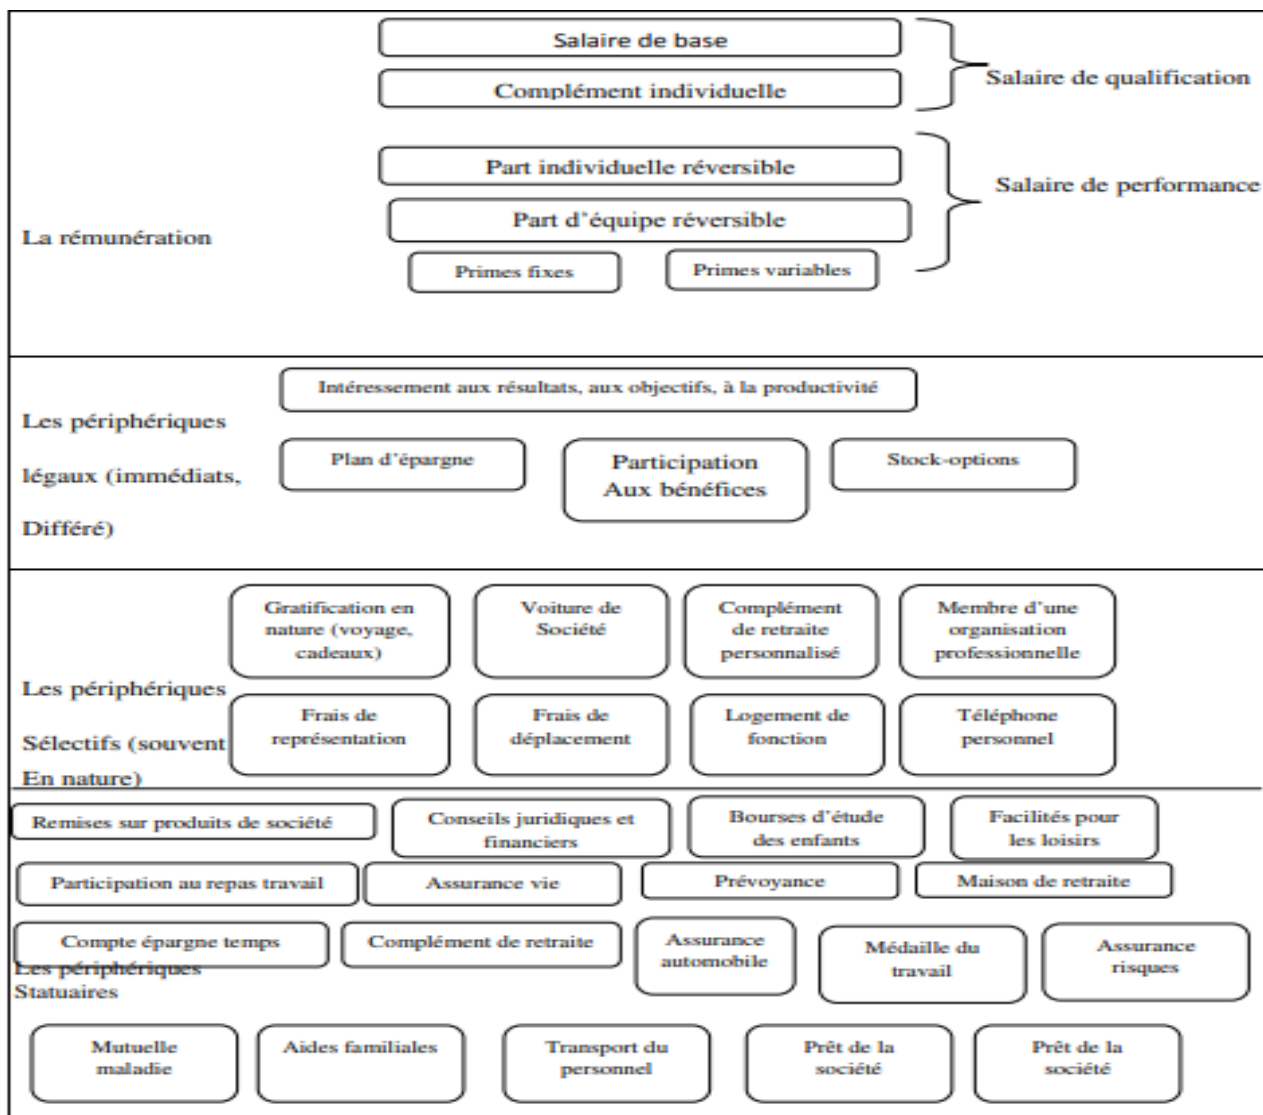 Salaire de base
Complément individuelle
Salaire de qualification
Part individuelle réversible
Part d'équipe réversible
Primes fixes
Primes variables
Salaire de performance
La rémunération
Intéressement aux résultats, aux objectifs, à la productivité
Les périphériques
légaux (immédiats,
Différé)
Plan d'épargne
Participation
Aux bénéfices
Stock-options
Gratification en
nature (voyage,
cadeaux)
Voiture de
Société
Complément
de retraite
personnalisé
Membre d'une
organisation
professionnelle
Les périphériques
Sélectifs (souvent
En nature)
Frais de
représentation
Frais de
déplacement
Logement de
fonction
Téléphone
personnel
Remises sur produits de société
Conseils juridiques et
financiers
Bourses d'étude
des enfants
Facilités pour
les loisirs
Participation au repas travail
Assurance vie
Prévoyance
Maison de retraite
Compte épargne temps
Complément de retraite
Assurance
automobile
Médaille du
travail
Assurance
risques
Les périphériques
Statuaires
Mutuelle
maladie
Aides familiales
Transport du
personnel
Prêt de la
société
Prêt de la
société